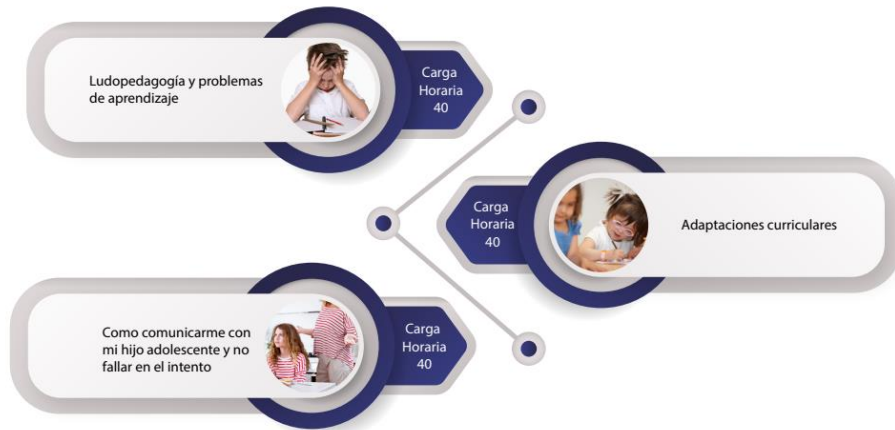 Ludopedagogía y problemas
de aprendizaje
Carga
Horaria
40
Carga
Horaria
40
Adaptaciones curriculares
Como comunicarme con
mi hijo adolescente y no
fallar en el intento
Carga
Horaria
40